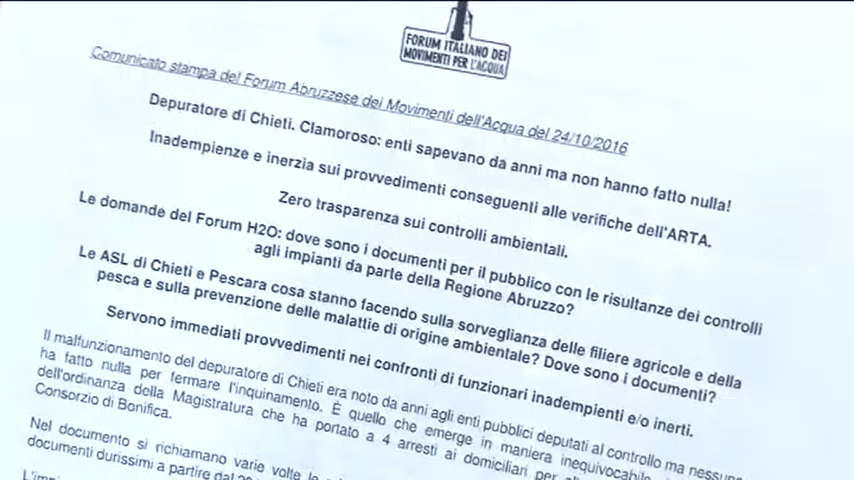 FORUM ITALIANO DEI
MOVIMENTI PER L'ACQUA
Comunicato stampa del Forum Abruzzese dei Movimenti dell'Acqua del 24/10/2016
Depuratore di Chieti. Clamoroso: enti sapevano da anni ma non hanno fatto nulla!
Inadempienze e inerzia sui provvedimenti conseguenti alle verifiche dell'ARTA.
Zero trasparenza sui controlli ambientali.
Le domande del Forum H2O: dove sono i documenti per il pubblico con le risultanze dei controlli
agli impianti da parte della Regione Abruzzo?
Le ASL di Chieti e Pescara cosa stanno facendo sulla sorveglianza delle filiere agricole e della
pesca e sulla prevenzione delle malattie di origine ambientale? Dove sono i documenti?
Servono immediati provvedimenti nei confronti di funzionari inadempienti e/o inerti.
Il malfunzionamento del depuratore di Chieti era noto da anni agli enti pubblici deputati al controllo ma nessuno
ha fatto nulla per fermare l'inquinamento. È quello che emerge in maniera inequivocabile
dell'ordinanza della Magistratura che ha portato a 4 arresti ai domiciliari per
Consorzio di Bonifica.
Nel documento si richiamano varie volte le
documenti durissimi a partire dal